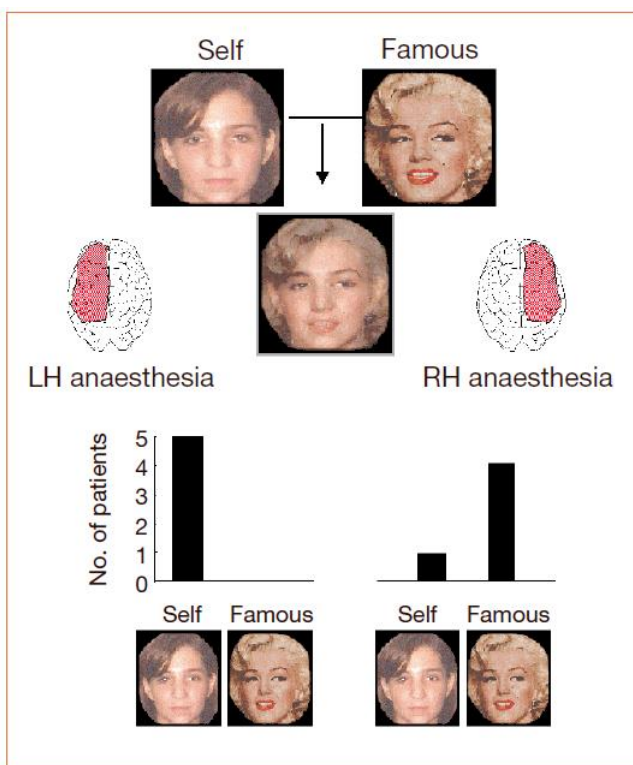 Self Famous
LH anaesthesia RH anaesthesia
No. of patients
5
4
3
2
1
0
Self Famous Self Famous